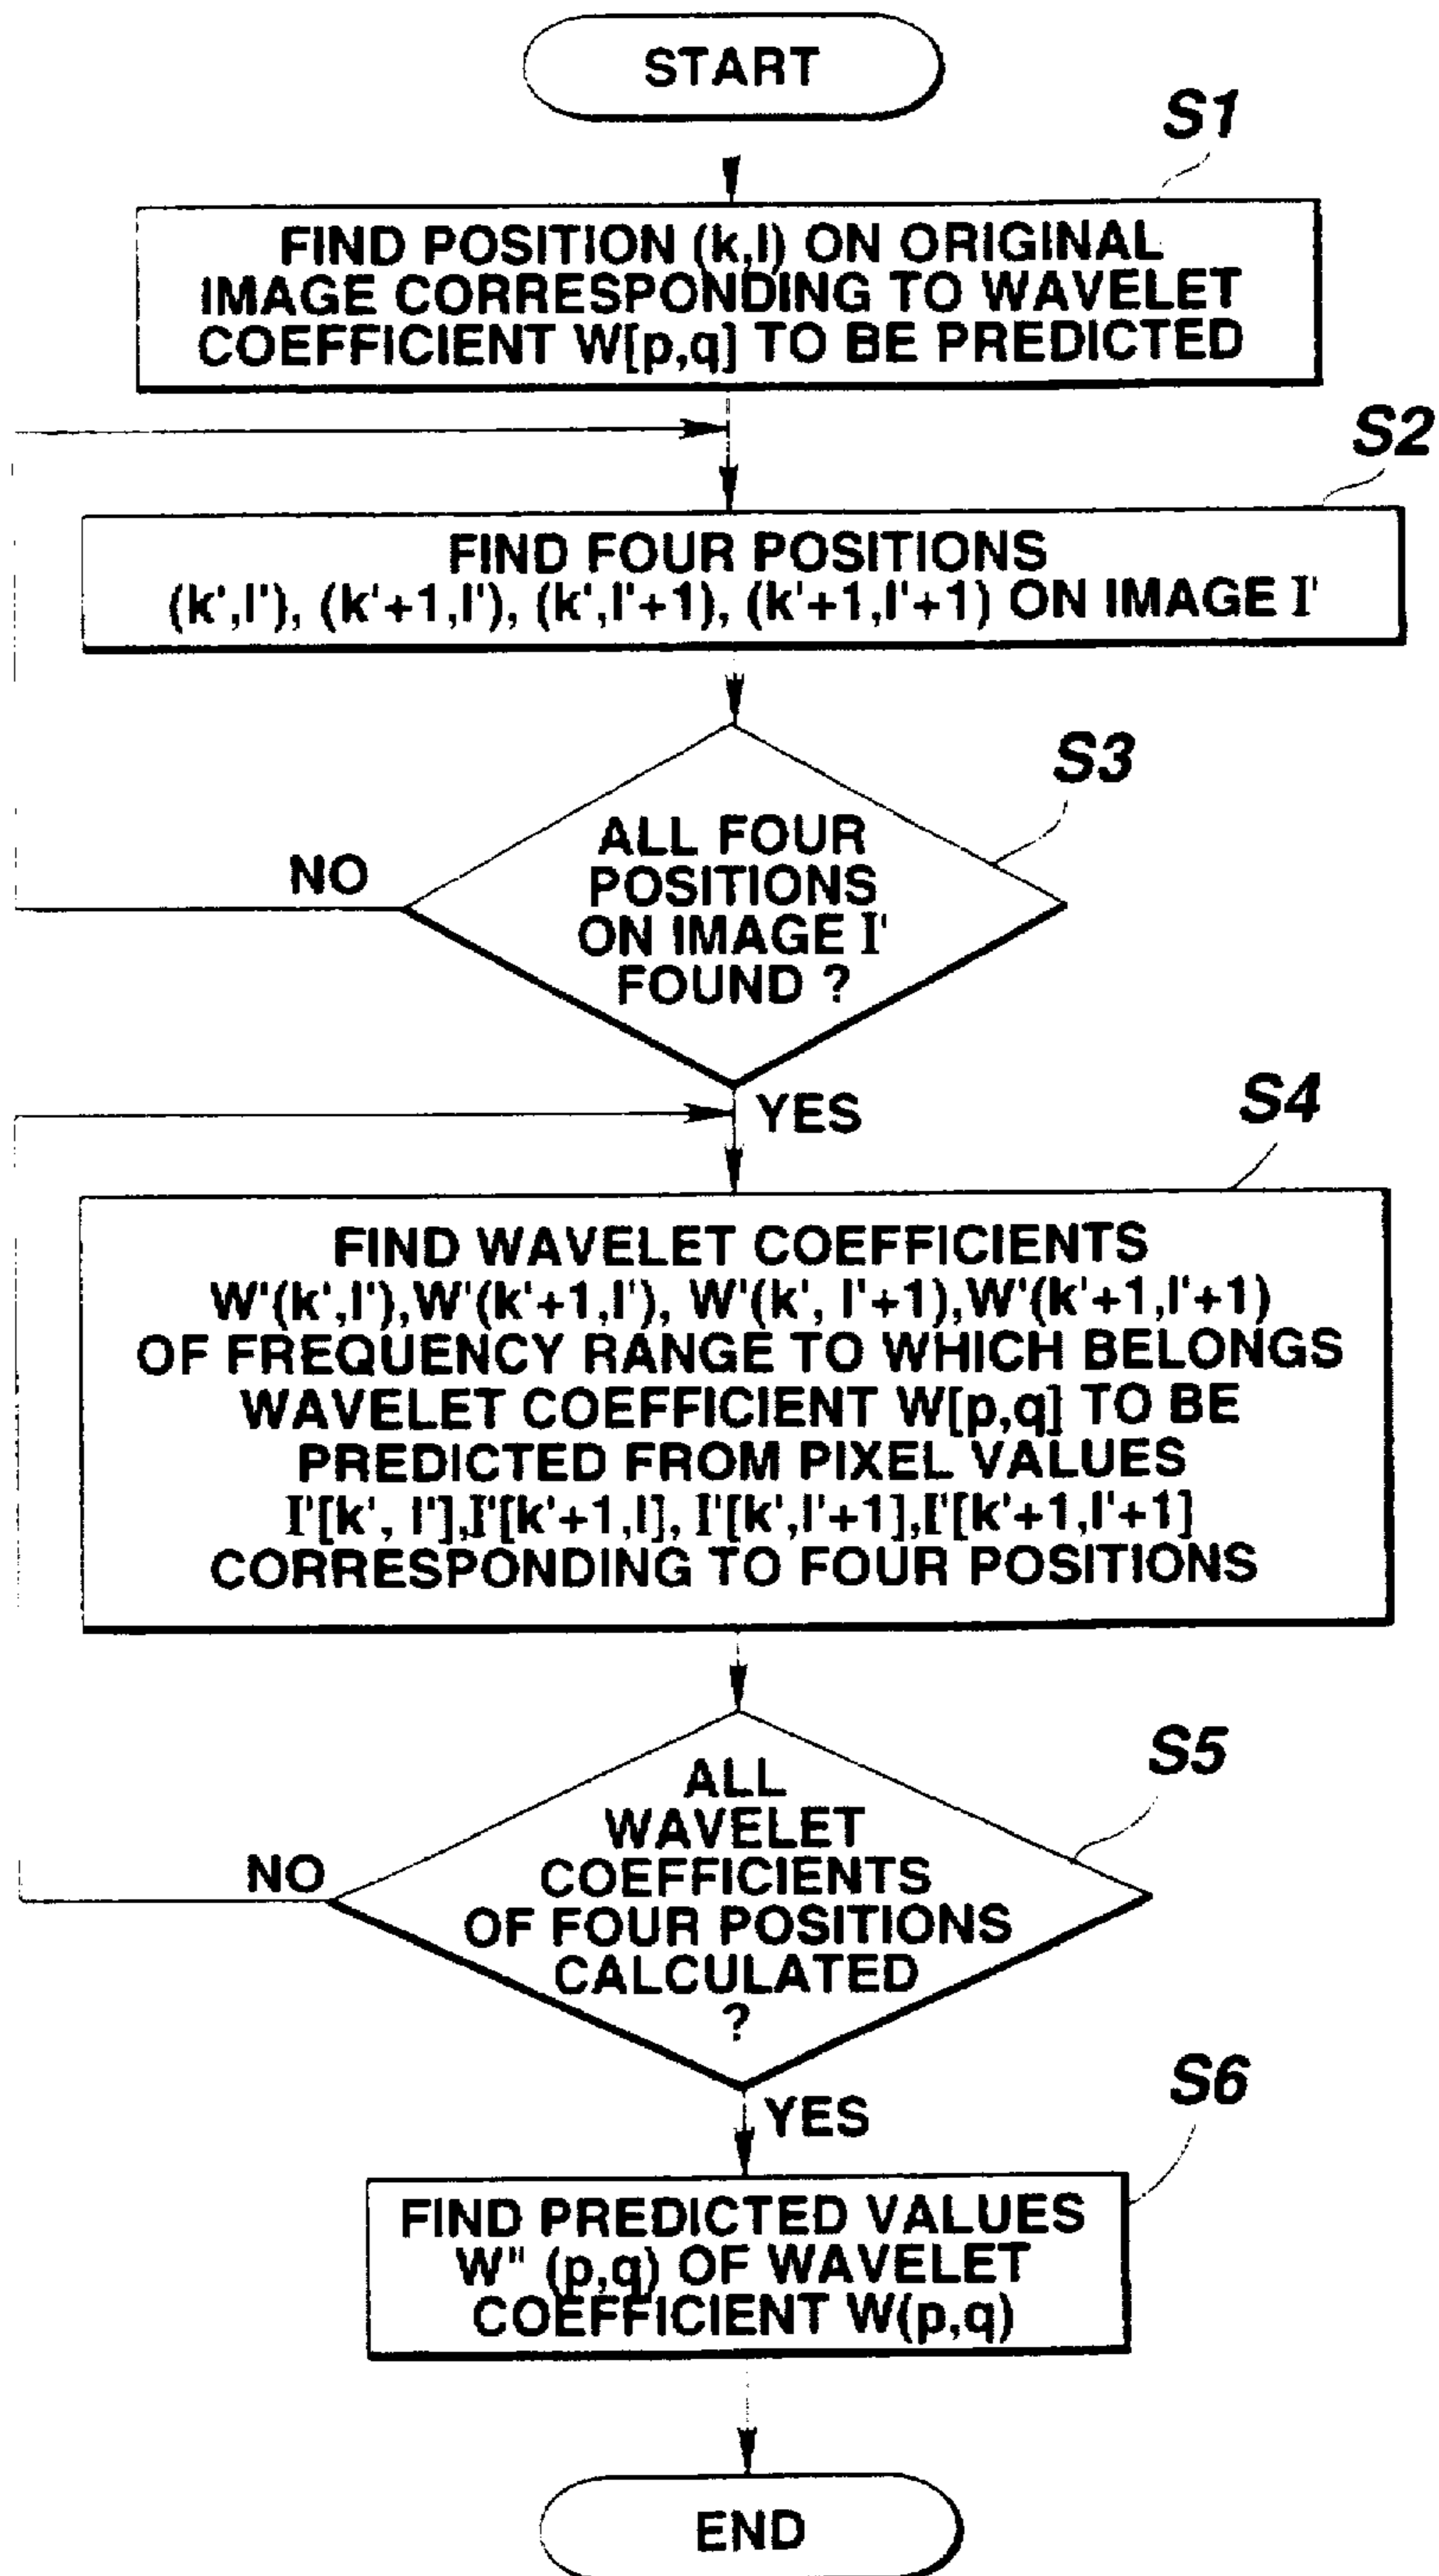 START
S1
FIND POSITION (k,l) ON ORIGINAL
IMAGE CORRESPONDING TO WAVELET
COEFFICIENT W[p,q] TO BE PREDICTED
S2
FIND FOUR POSITIONS
(k',l'), (k'+1,l'), (k',l'+1), (k'+1,l'+1) ON IMAGE I'
S3
ALL FOUR
POSITIONS
ON IMAGE I'
FOUND ?
NO
YES
S4
FIND WAVELET COEFFICIENTS
W'(k',l'),W'(k'+1,l'), W'(k', l'+1),W'(k'+1,l'+1)
OF FREQUENCY RANGE TO WHICH BELONGS
WAVELET COEFFICIENT W[p,q] TO BE
PREDICTED FROM PIXEL VALUES
I'[k', l'],I'[k'+1,l], I'[k',l'+1],I'[k'+1,l'+1]
CORRESPONDING TO FOUR POSITIONS
S5
ALL
WAVELET
COEFFICIENTS
OF FOUR POSITIONS
CALCULATED
?
NO
YES
S6
FIND PREDICTED VALUES
W" (p,q) OF WAVELET
COEFFICIENT W(p,q)
END